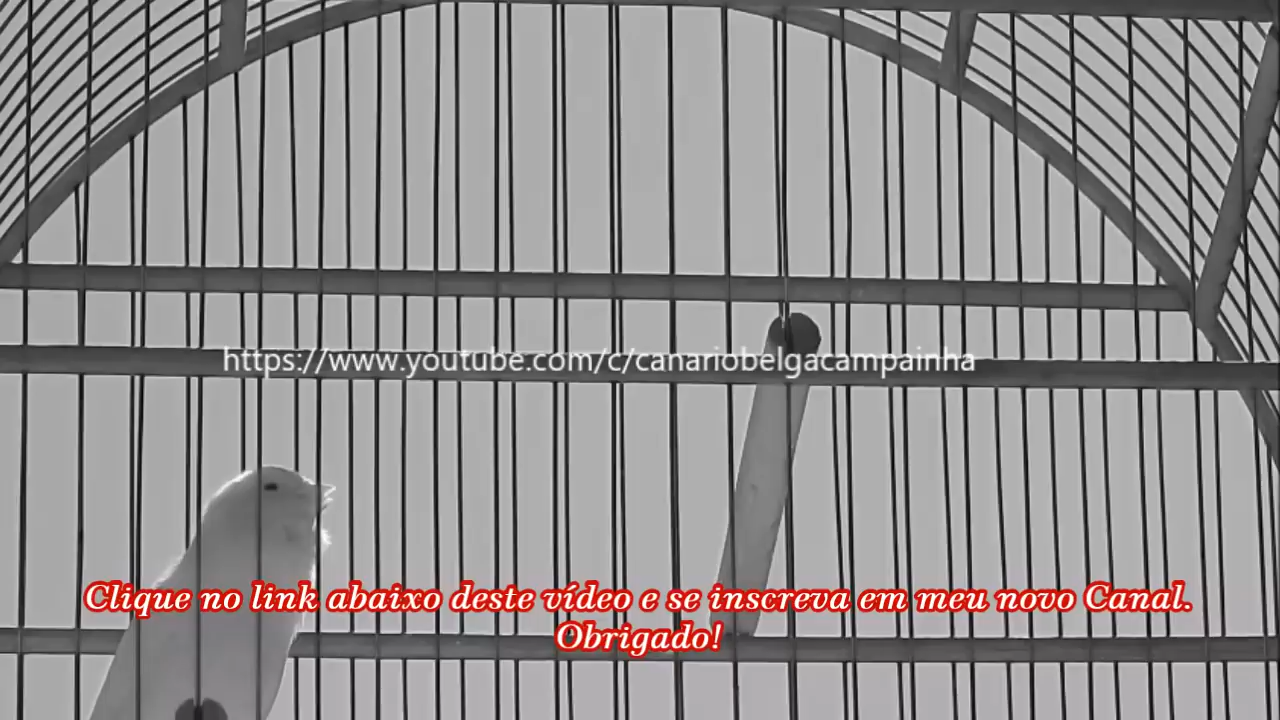 https://www.youtube.com/c/canariobelgacampainha
Clique no link abaixo deste vídeo e se inscreva em meu novo Canal.
Obrigado!